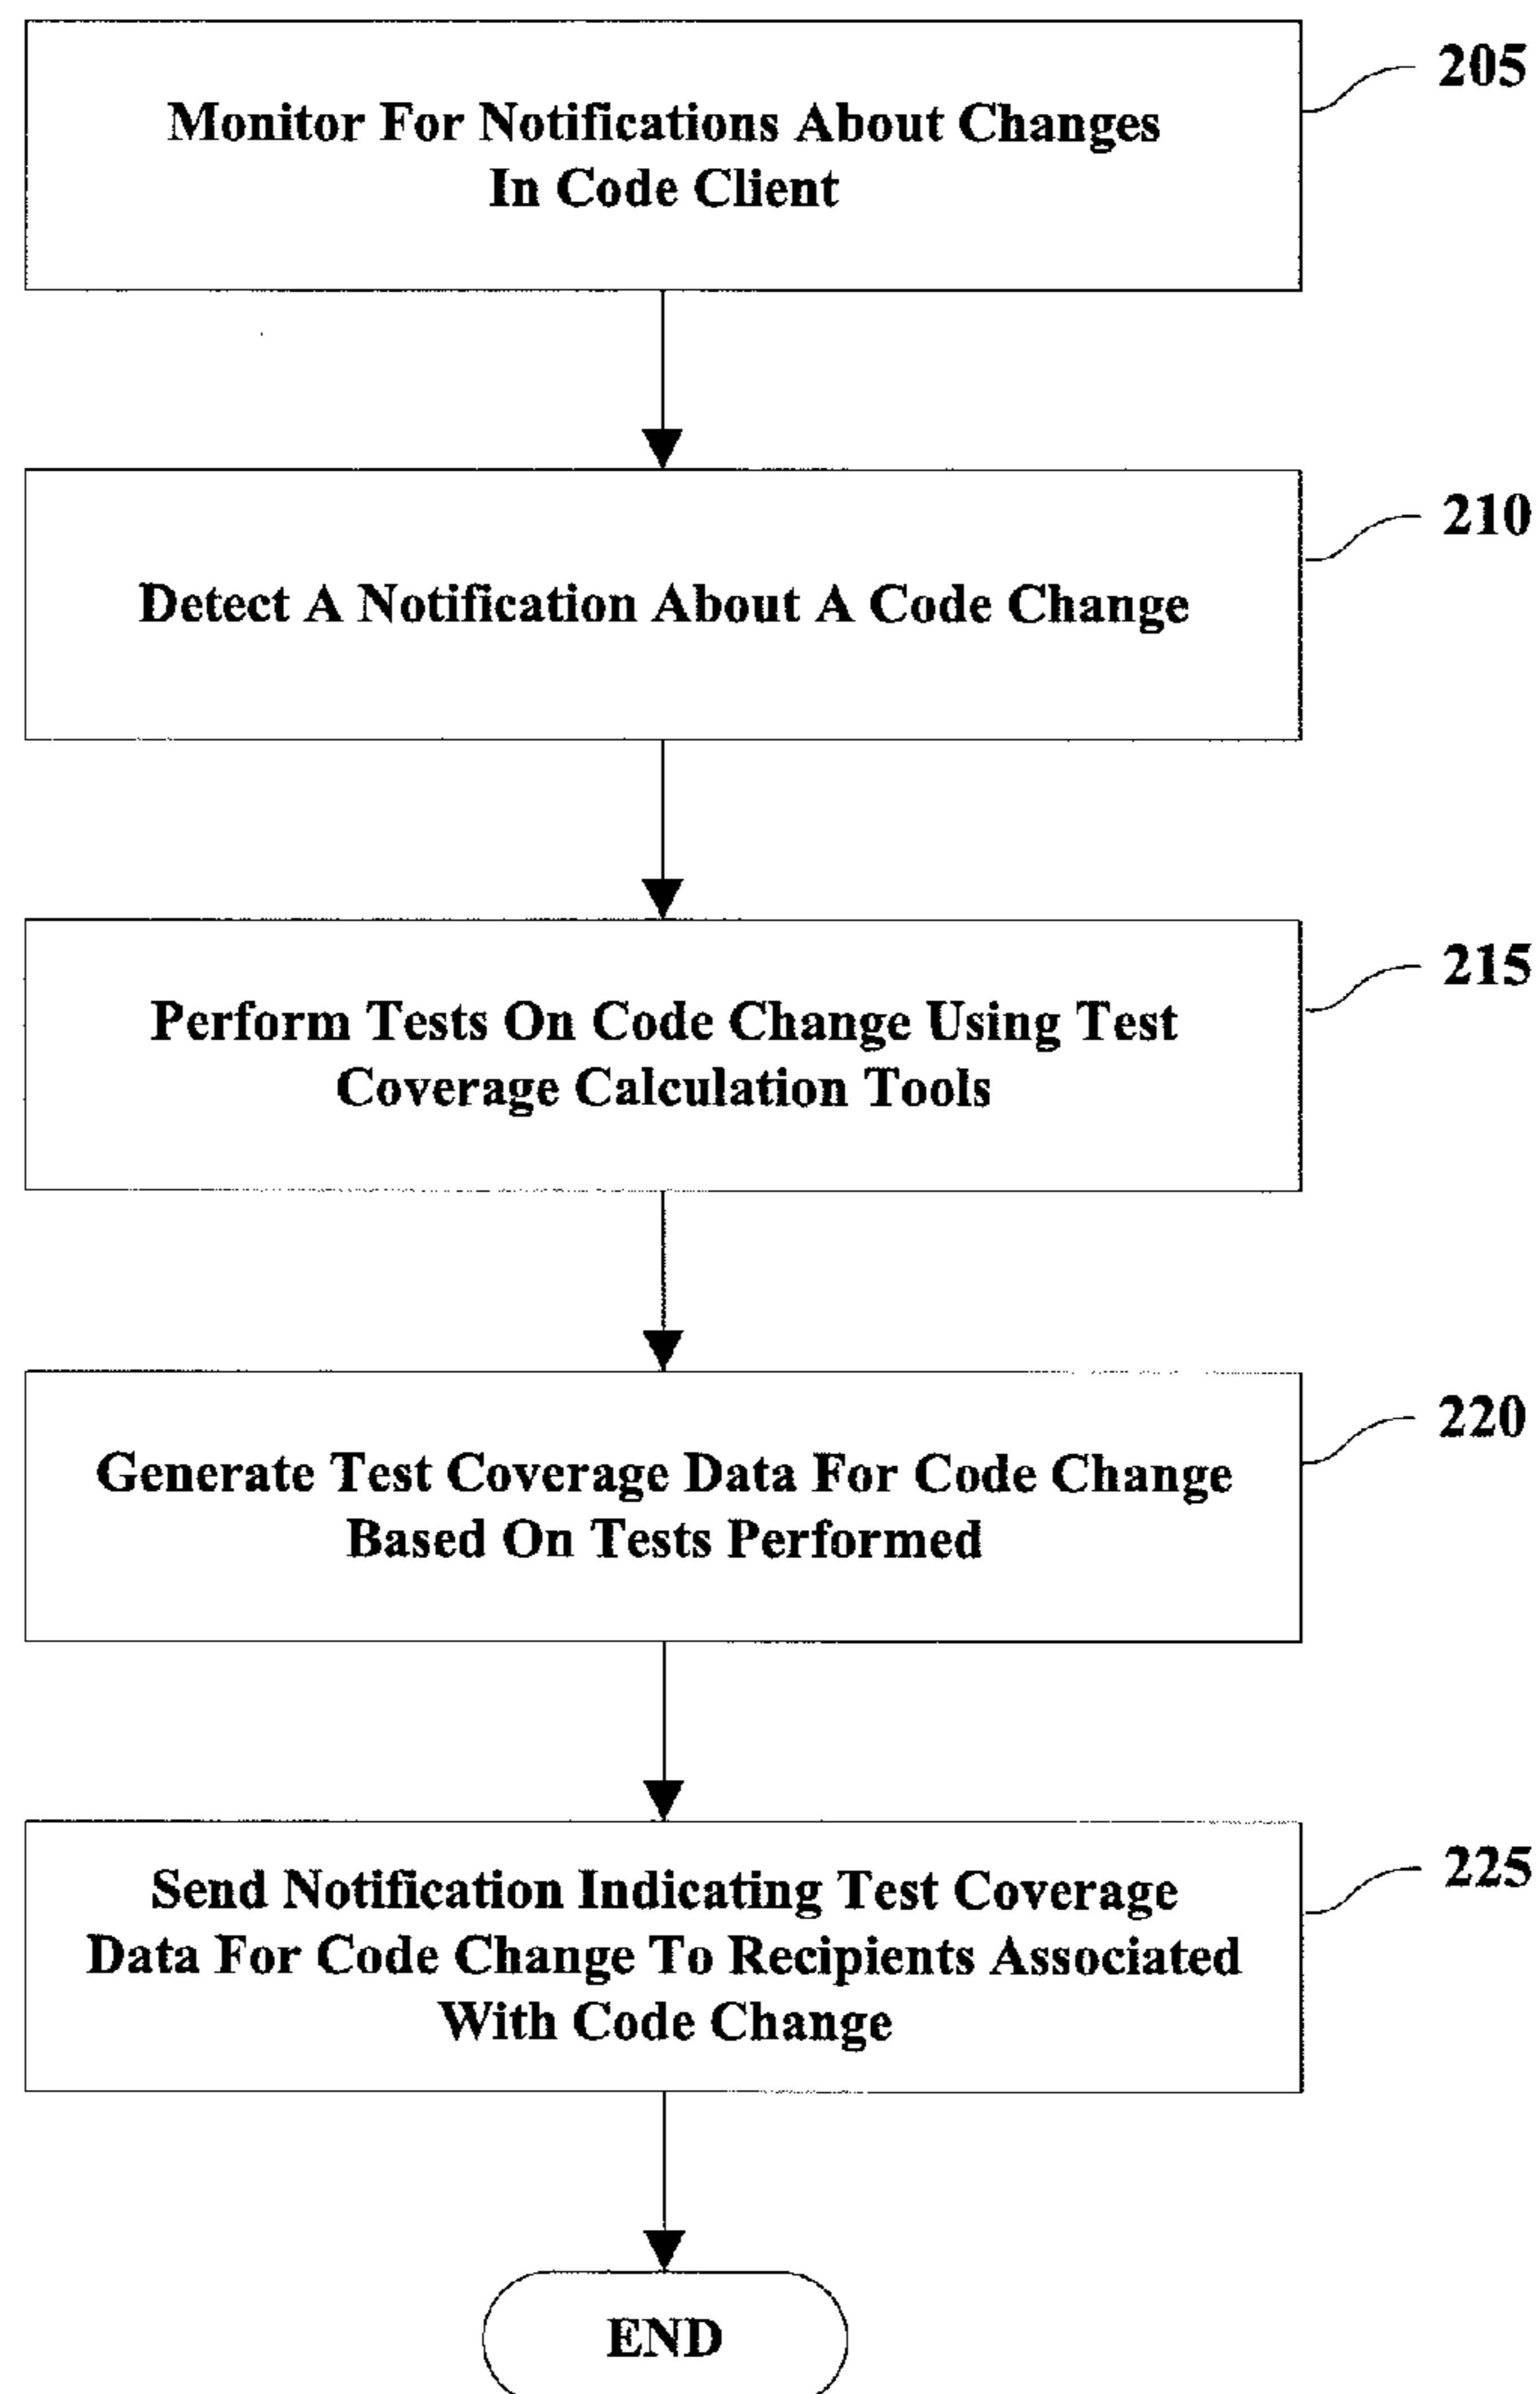 Monitor For Notifications About Changes
In Code Client
205
Detect A Notification About A Code Change
210
Perform Tests On Code Change Using Test
Coverage Calculation Tools
215
Generate Test Coverage Data For Code Change
Based On Tests Performed
220
Send Notification Indicating Test Coverage
Data For Code Change To Recipients Associated
With Code Change
225
END